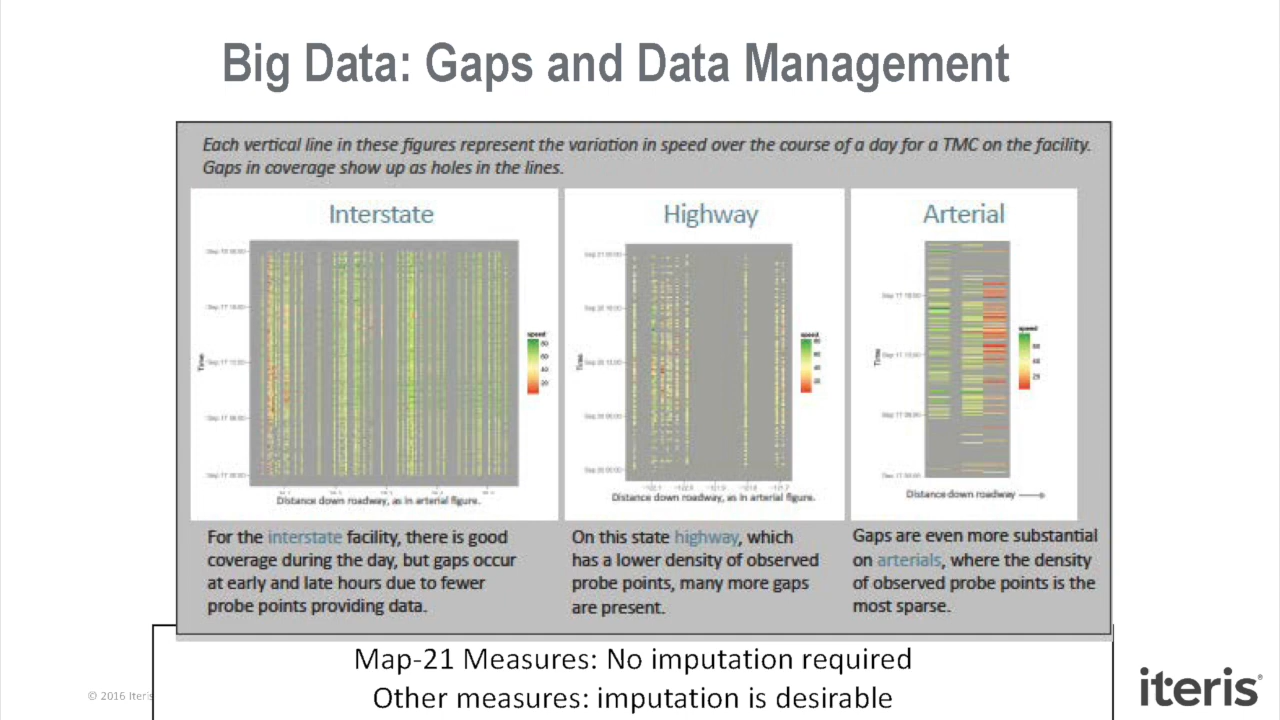 Big Data: Gaps and Data Management
Each vertical line in these figures represent the variation in speed over the course of a day for a TMC on the facility.
Gaps in coverage show up as holes in the lines.
Interstate
Time
speed
80
60
40
20
Distance down roadway, as in arterial figure.
For the interstate facility, there is good
coverage during the day, but gaps occur
at early and late hours due to fewer
probe points providing data.
Highway
Time
speed
Distance down roadway, as in arterial figure.
On this state highway, which
has a lower density of observed
probe points, many more gaps
are present.
Arterial
Time
speed
Distance down roadway
Gaps are even more substantial
on arterials, where the density
of observed probe points is the
most sparse.
Map-21 Measures: No imputation required
Other measures: imputation is desirable
© 2016 Iteris
iteris®